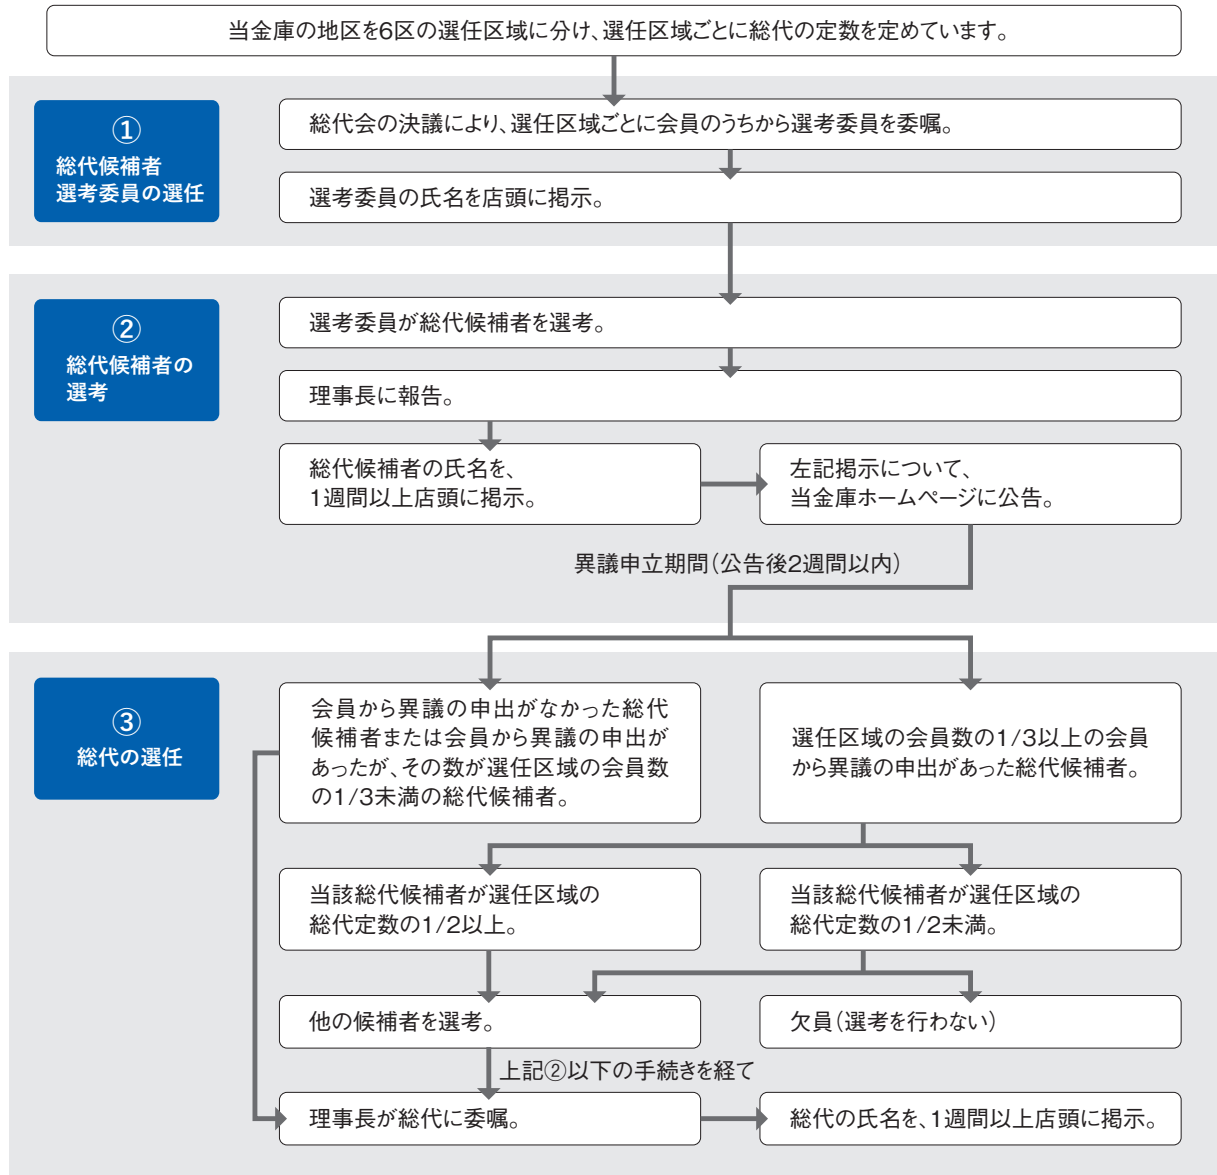 当金庫の地区を6区の選任区域に分け、選任区域ごとに総代の定数を定めています。
①
総代候補者
選考委員の選任
総代会の決議により、選任区域ごとに会員のうちから選考委員を委嘱。
選考委員の氏名を店頭に掲示。
②
総代候補者の
選考
選考委員が総代候補者を選考。
理事長に報告。
総代候補者の氏名を、
1週間以上店頭に掲示。
左記掲示について、
当金庫ホームページに公告。
異議申立期間（公告後2週間以内）
③
総代の選任
会員から異議の申出がなかった総代
候補者または会員から異議の申出が
あったが、その数が選任区域の会員数
の1/3未満の総代候補者。
選任区域の会員数の1/3以上の会員
から異議の申出があった総代候補者。
当該総代候補者が選任区域の
総代定数の1/2以上。
当該総代候補者が選任区域の
総代定数の1/2未満。
他の候補者を選考。
欠員（選考を行わない）
上記②以下の手続きを経て
理事長が総代に委嘱。
総代の氏名を、1週間以上店頭に掲示。